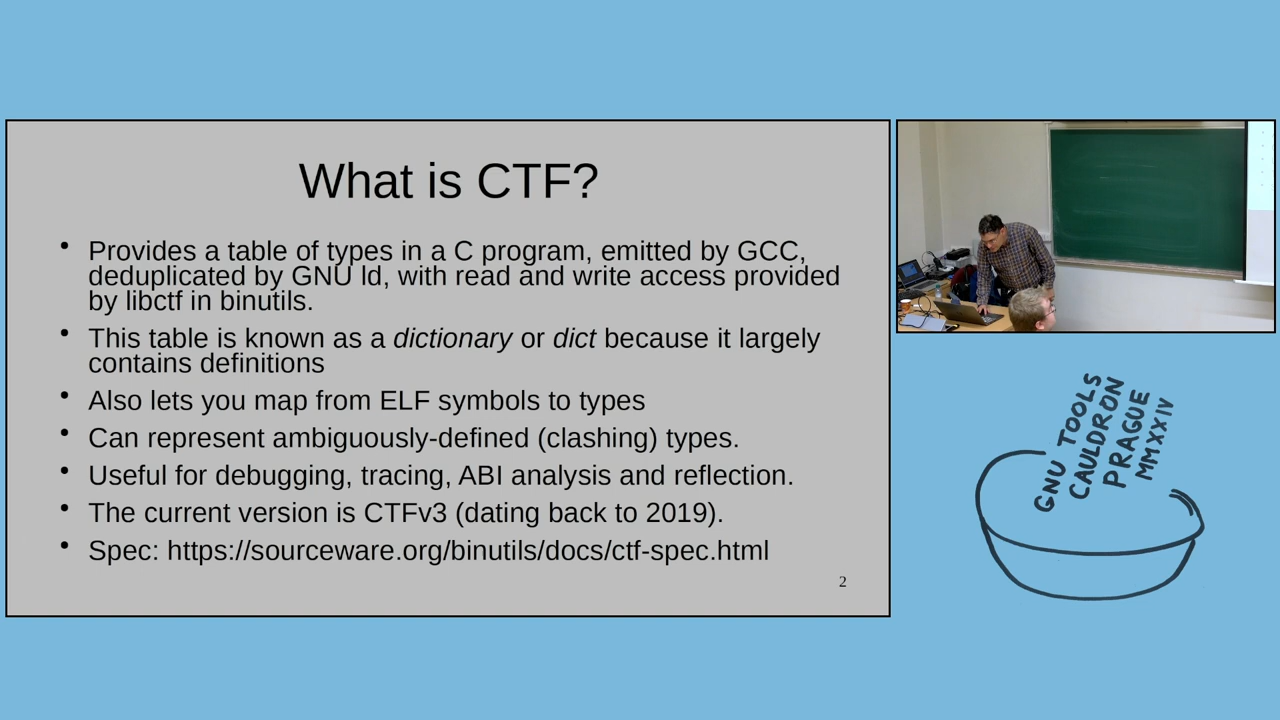 What is CTF?
• Provides a table of types in a C program, emitted by GCC,
deduplicated by GNU ld, with read and write access provided
by libctf in binutils.
• This table is known as a dictionary or dict because it largely
contains definitions
• Also lets you map from ELF symbols to types
• Can represent ambiguously-defined (clashing) types.
• Useful for debugging, tracing, ABI analysis and reflection.
• The current version is CTFv3 (dating back to 2019).
• Spec: https://sourceware.org/binutils/docs/ctf-spec.html
2
GNU TOOLS
CAULDRON
PRAGUE
MMXXIV